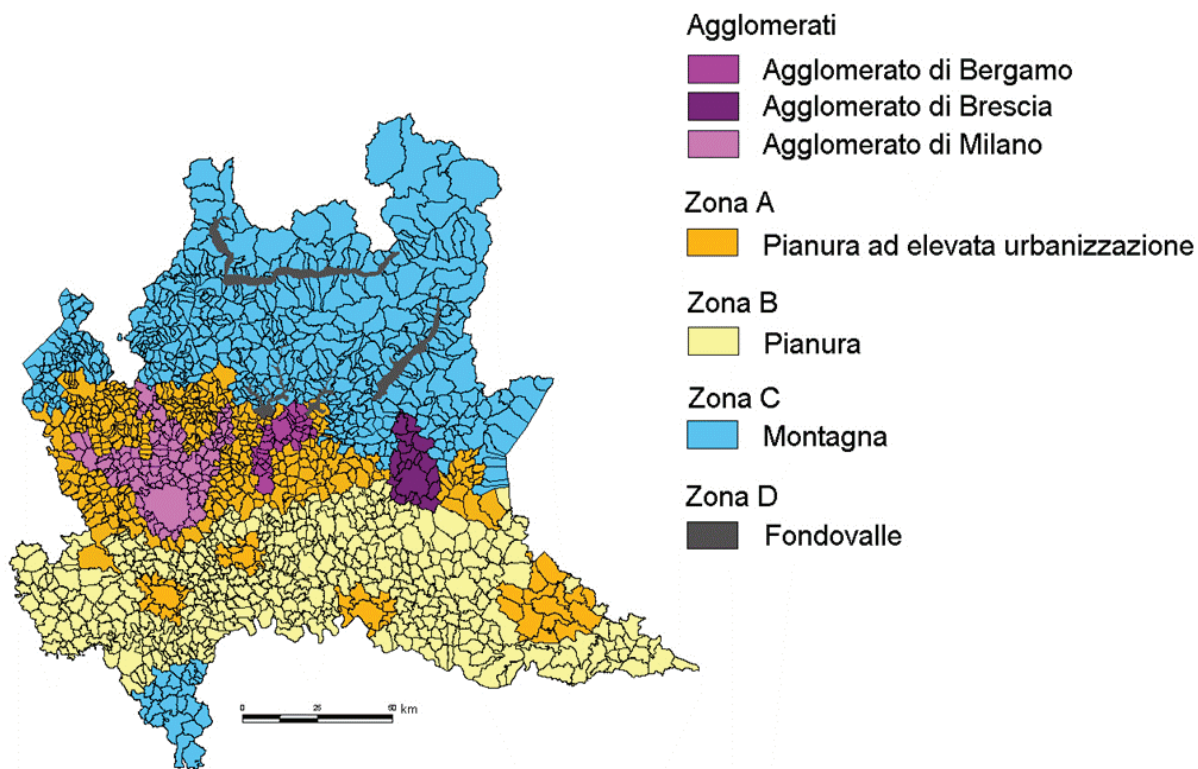 Agglomerati
Agglomerato di Bergamo
Agglomerato di Brescia
Agglomerato di Milano
Zona A
Pianura ad elevata urbanizzazione
Zona B
Pianura
Zona C
Montagna
Zona D
Fondovalle
0 25 50 km